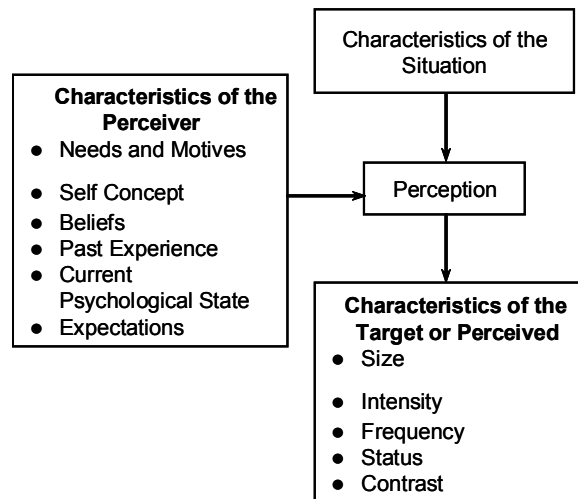 Characteristics of the
Situation
Characteristics of the
Perceiver
● Needs and Motives
● Self Concept
● Beliefs
● Past Experience
● Current
Psychological State
● Expectations
Perception
Characteristics of the
Target or Perceived
● Size
● Intensity
● Frequency
● Status
● Contrast